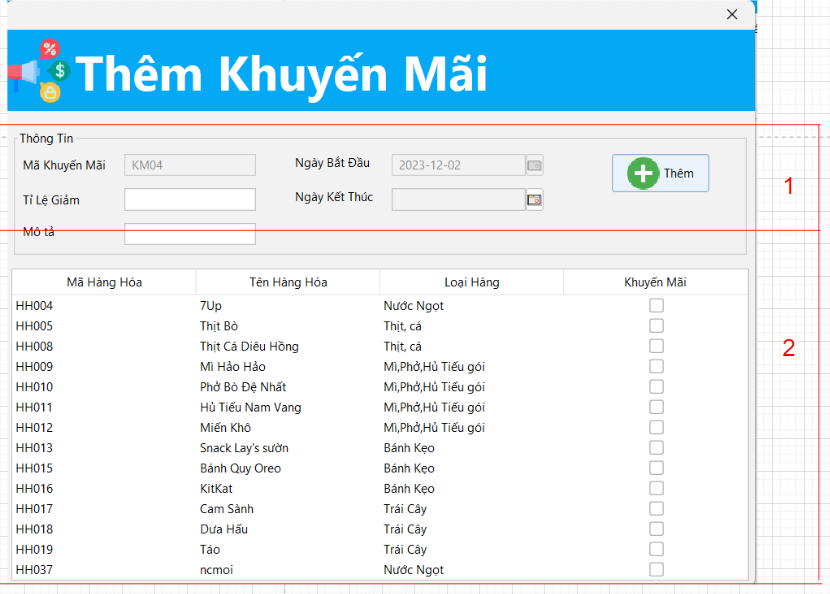 Thêm Khuyến Mãi
Thông Tin
Mã Khuyến Mãi KM04 Ngày Bắt Đầu 2023-12-02 Thêm
Tỉ Lệ Giảm Ngày Kết Thúc
1
Mô tả
Mã Hàng Hóa Tên Hàng Hóa Loại Hàng Khuyến Mãi
HH004 7Up Nước Ngọt
HH005 Thịt Bò Thịt, cá
HH008 Thịt Cá Diêu Hồng Thịt, cá
2
HH009 Mì Hảo Hảo Mì,Phở,Hủ Tiếu gói
HH010 Phở Bò Đệ Nhất Mì,Phở,Hủ Tiếu gói
HH011 Hủ Tiếu Nam Vang Mì,Phở,Hủ Tiếu gói
HH012 Miến Khô Mì,Phở,Hủ Tiếu gói
HH013 Snack Lay's sườn Bánh Kẹo
HH015 Bánh Quy Oreo Bánh Kẹo
HH016 KitKat Bánh Kẹo
HH017 Cam Sành Trái Cây
HH018 Dưa Hấu Trái Cây
HH019 Táo Trái Cây
HH037 ncmoi Nước Ngọt